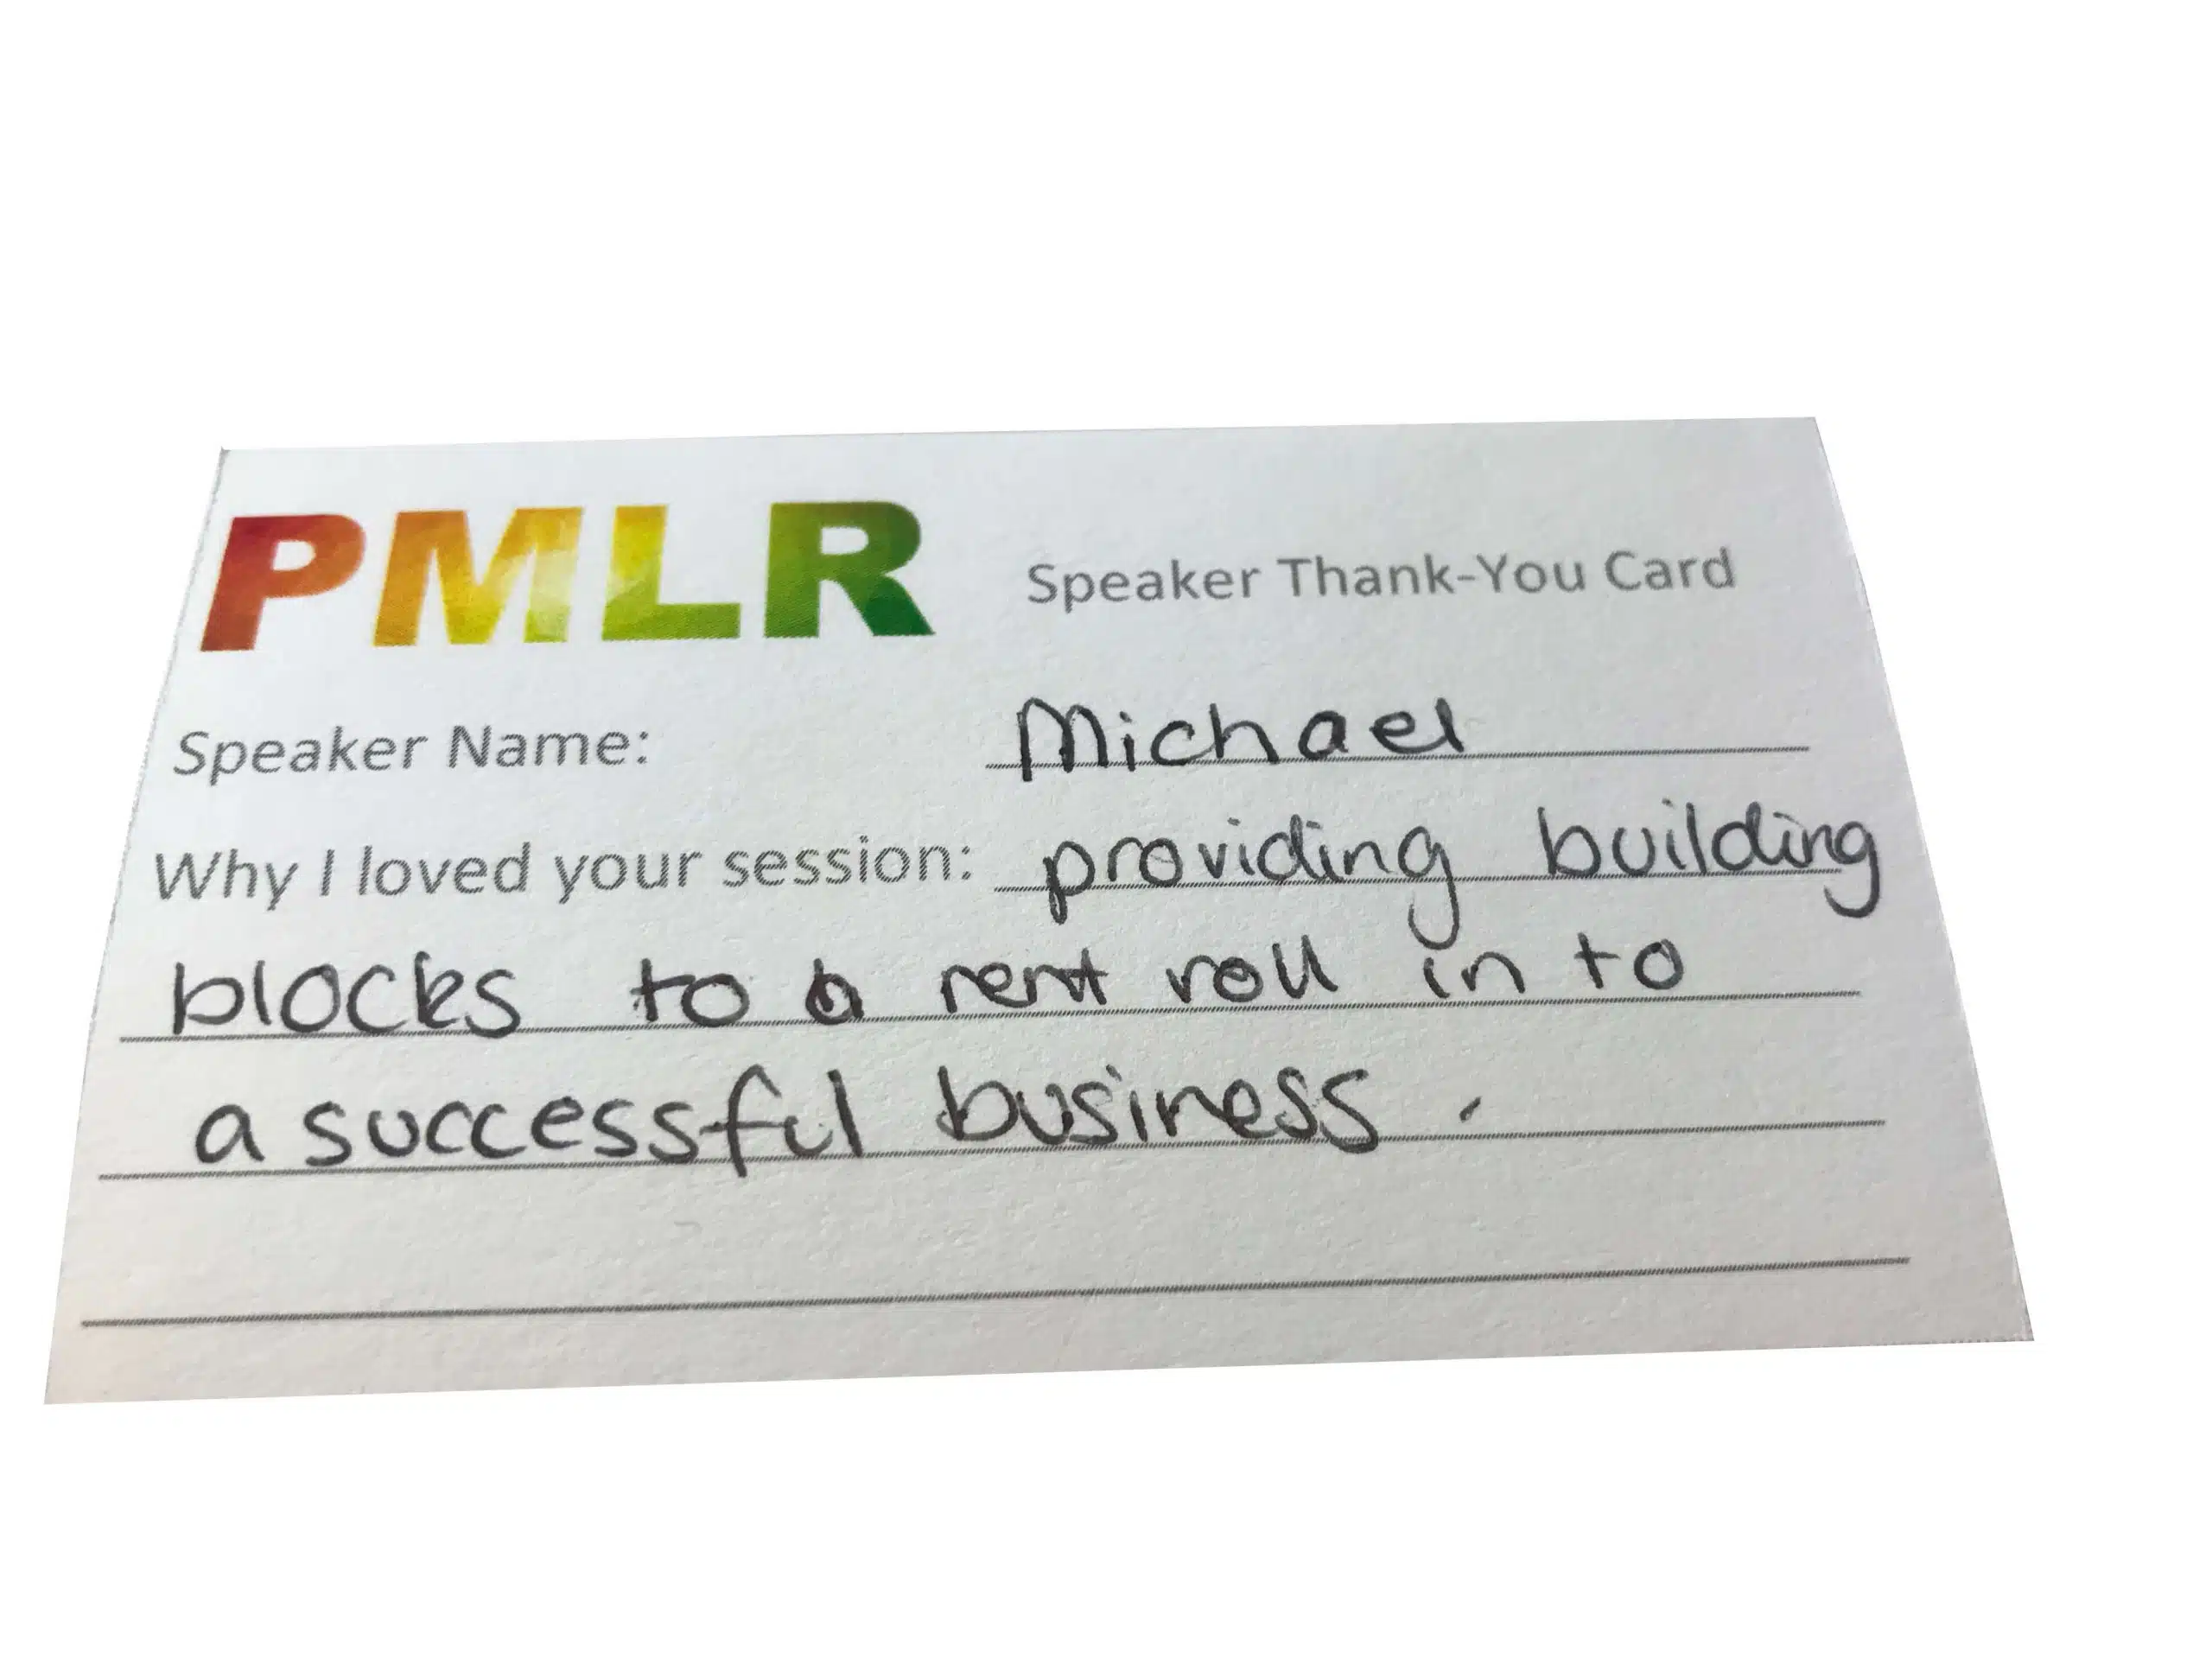 PMLR Speaker Thank-You Card
Speaker Name: Michael
Why I loved your session: providing building
blocks to a rent roll in to
a successful business.